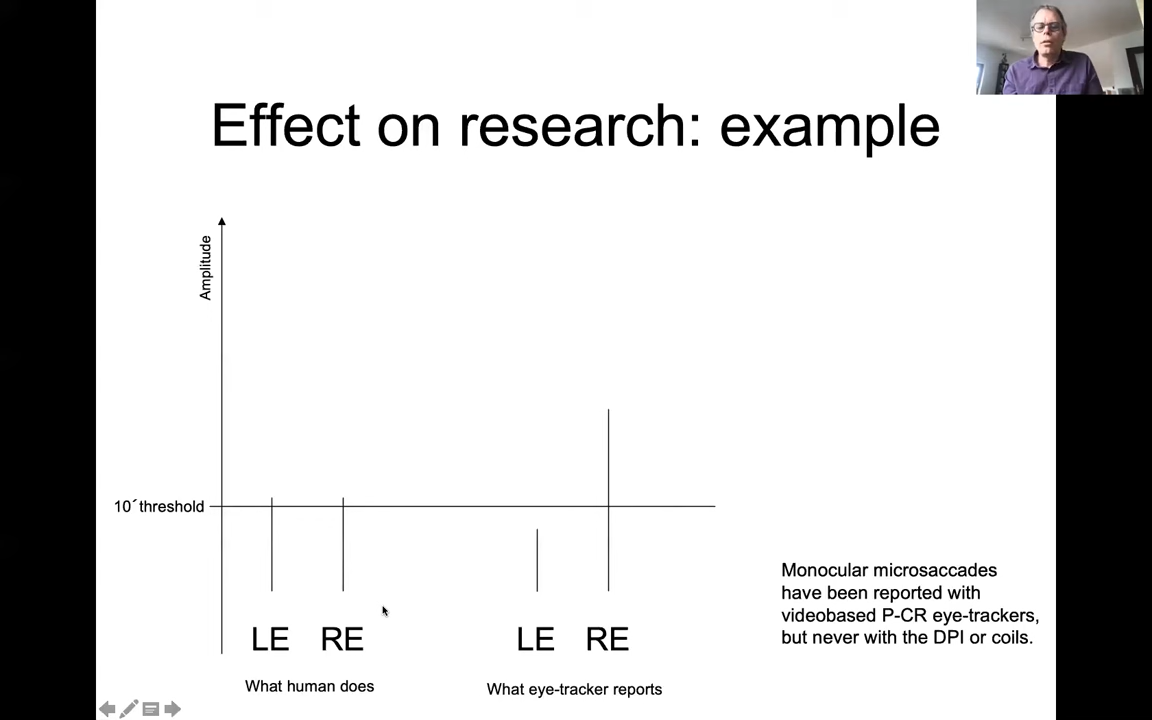 Effect on research: example
Amplitude
10´threshold
LE RE
LE RE
What human does
What eye-tracker reports
Monocular microsaccades
have been reported with
videobased P-CR eye-trackers,
but never with the DPI or coils.